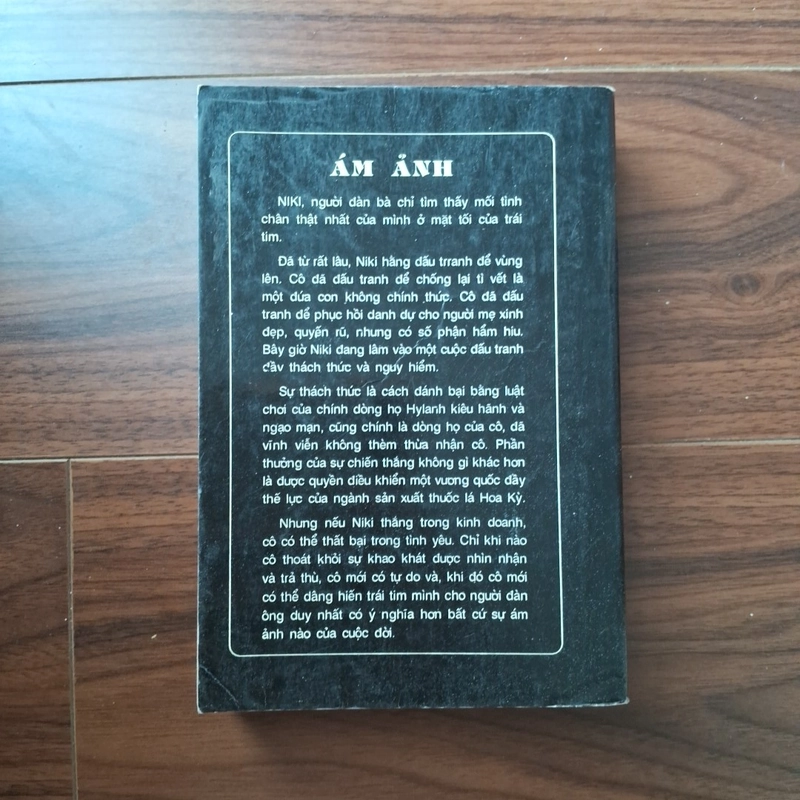 ÁM ẢNH
NIKI, người đàn bà chỉ tìm thấy mối tình
chân thật nhất của mình ở mặt tối của trái
tim.
Đã từ rất lâu, Niki hằng đấu trranh để vùng
lên. Cô đã đấu tranh để chống lại tì vết là
một đứa con không chính thức. Cô đã đấu
tranh để phục hồi danh dự cho người mẹ xinh
đẹp, quyến rũ, nhưng có số phận hẩm hiu.
Bây giờ Niki đang lâm vào một cuộc đấu tranh
đầy thách thức và nguy hiểm.
Sự thách thức là cách đánh bại bằng luật
chơi của chính dòng họ Hylanh kiêu hãnh và
ngạo mạn, cũng chính là dòng họ của cô, đã
vĩnh viễn không thèm thừa nhận cô. Phần
thưởng của sự chiến thắng không gì khác hơn
là được quyền điều khiển một vương quốc đầy
thế lực của ngành sản xuất thuốc lá Hoa Kỳ.
Nhưng nếu Niki thắng trong kinh doanh,
cô có thể thất bại trong tình yêu. Chỉ khi nào
cô thoát khỏi sự khao khát được nhìn nhận
và trả thù, cô mới có tự do và, khi đó cô mới
có thể dâng hiến trái tim mình cho người đàn
ông duy nhất có ý nghĩa hơn bất cứ sự ám
ảnh nào của cuộc đời.